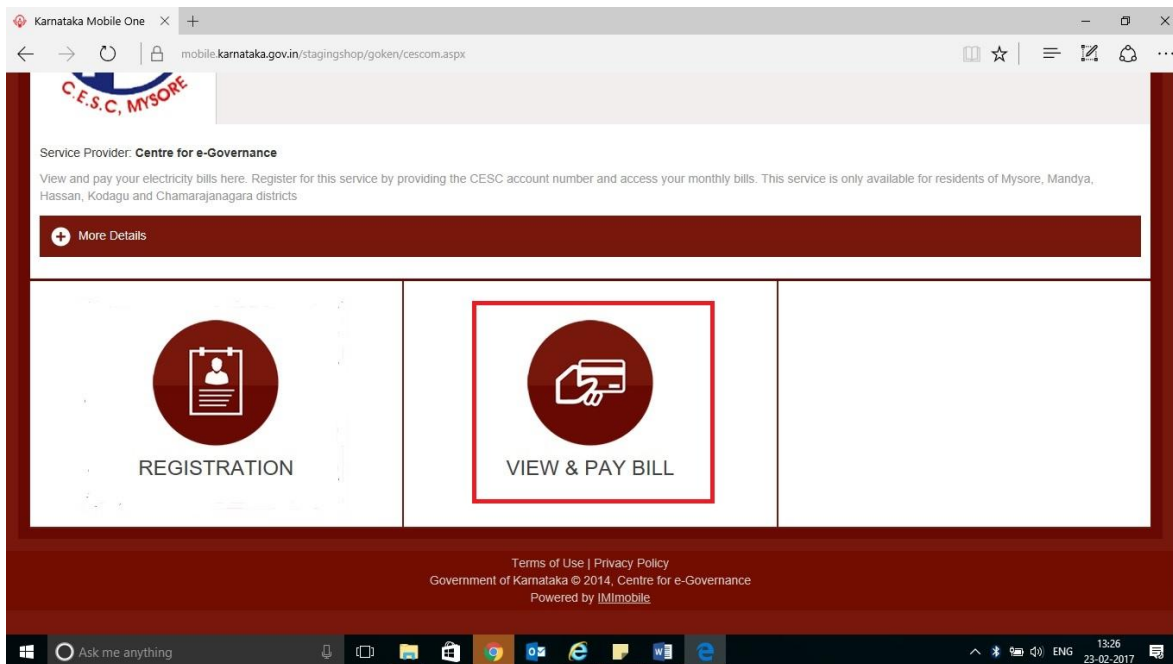 Karnataka Mobile One
mobile.karnataka.gov.in/stagingshop/goken/cescom.aspx
C.E.S.C, MYSORE
Service Provider: Centre for e-Governance
View and pay your electricity bills here. Register for this service by providing the CESC account number and access your monthly bills. This service is only available for residents of Mysore, Mandya,
Hassan, Kodagu and Chamarajanagara districts
More Details
REGISTRATION
VIEW & PAY BILL
Terms of Use | Privacy Policy
Government of Karnataka © 2014, Centre for e-Governance
Powered by IMImobile
Ask me anything
ENG
13:26
23-02-2017